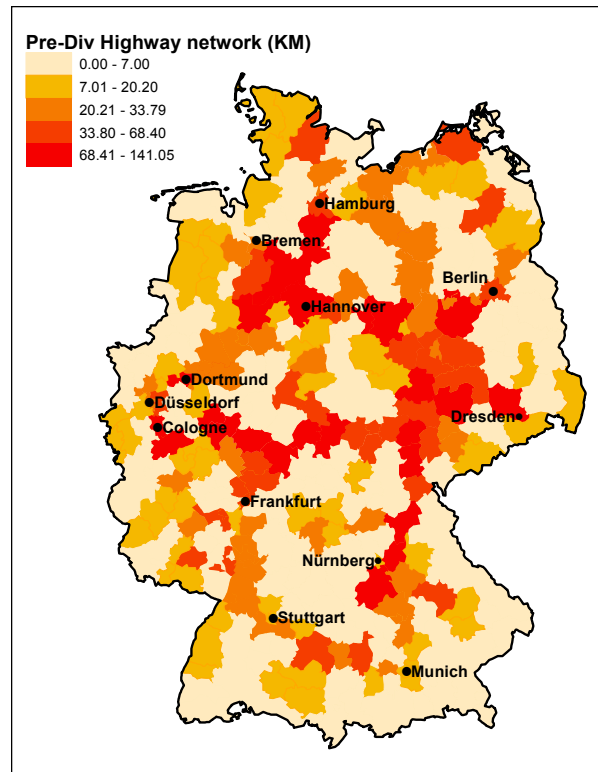 Pre-Div Highway network (KM)
0.00 - 7.00
7.01 - 20.20
20.21 - 33.79
33.80 - 68.40
68.41 - 141.05
Hamburg
Bremen
Berlin
Hannover
Dortmund
Düsseldorf
Dresden
Cologne
Frankfurt
Nürnberg
Stuttgart
Munich